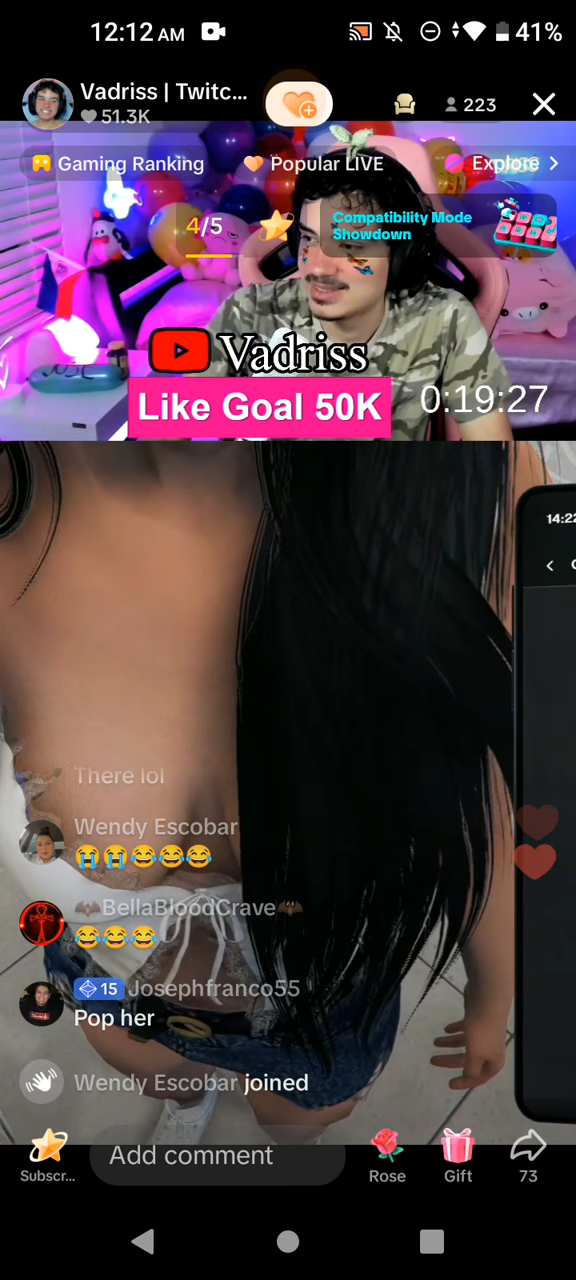 12:12 AM
41%
Vadriss | Twitc...
51.3K
223
Gaming Ranking
Popular LIVE
Explore
4/5
Compatibility Mode
Showdown
Vadriss
Like Goal 50K
0:19:27
14:22
There lol
Wendy Escobar
😭😭😂😂😂
🦇BellaBloodCrave🦇
😂😂😂
15 Josephfranco55
Pop her
Wendy Escobar joined
Add comment
Subscr...
Rose
Gift
73